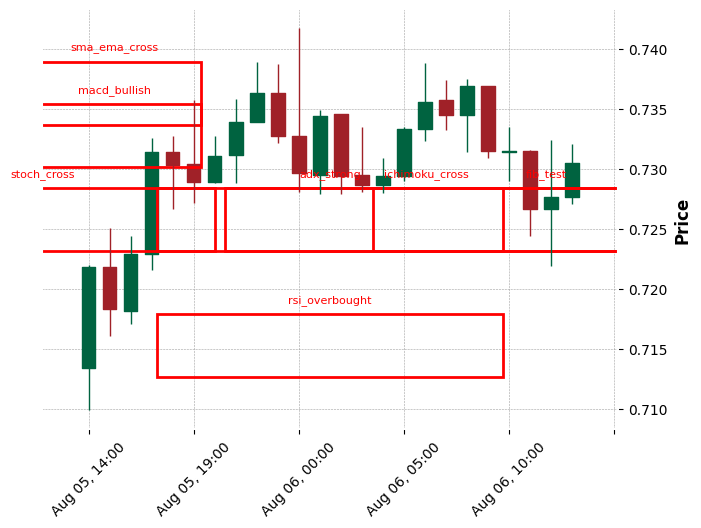 sma_ema_cross
0.740
macd_bullish
0.735
stoch_cross
adx_strong
ichimoku_cross
0.730
0.725
Price
0.720
rsi_overbought
0.715
0.710
Aug 05, 14:00
Aug 05, 19:00
Aug 06, 00:00
Aug 06, 05:00
Aug 06, 10:00